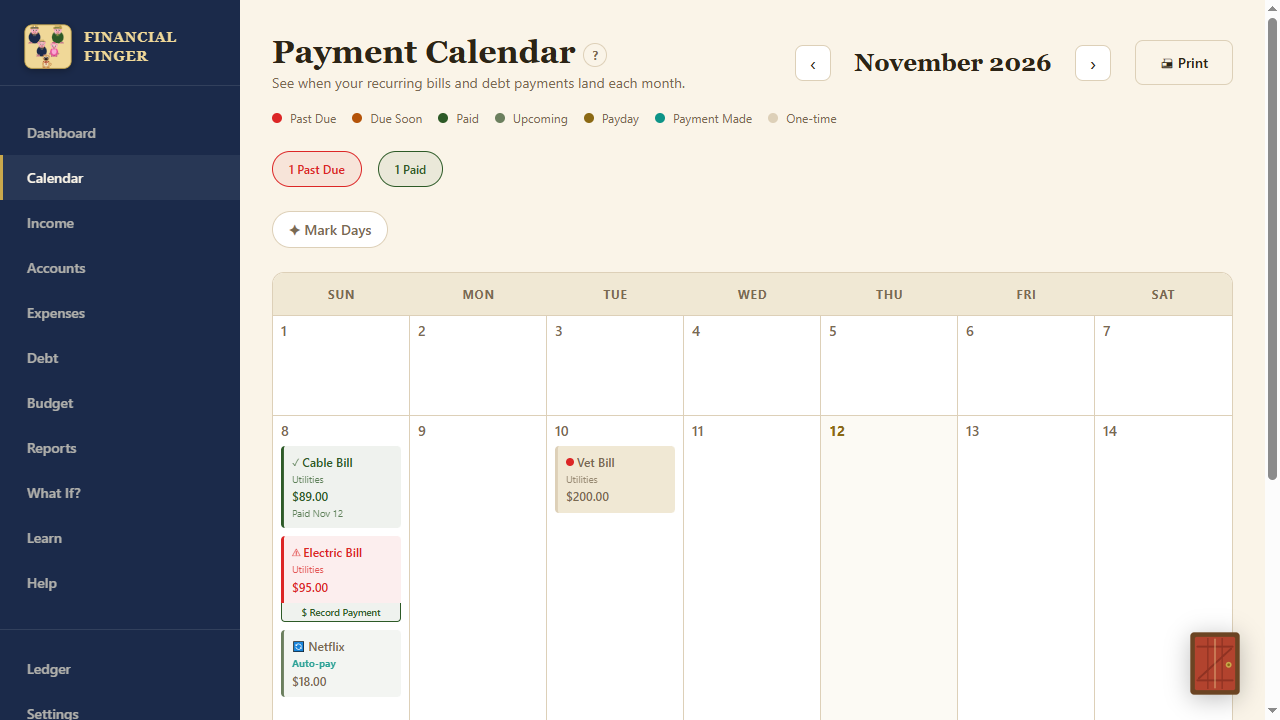 FINANCIAL
FINGER
Dashboard
Calendar
Income
Accounts
Expenses
Debt
Budget
Reports
What If?
Learn
Help
Ledger
Settings
Payment Calendar ?
See when your recurring bills and debt payments land each month.
‹ November 2026 ›
Print
Past Due Due Soon Paid Upcoming Payday Payment Made One-time
1 Past Due 1 Paid
✦ Mark Days
SUN MON TUE WED THU FRI SAT
1 2 3 4 5 6 7
8 9 10 11 12 13 14
✓ Cable Bill
Utilities
$89.00
Paid Nov 12
⚠ Electric Bill
Utilities
$95.00
$ Record Payment
Netflix
Auto-pay
$18.00
Vet Bill
Utilities
$200.00